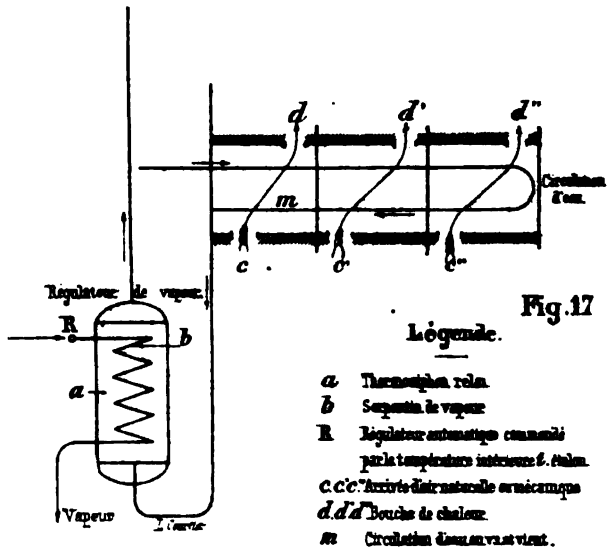 d d' d"
m
Circulation
d'eau.
c c' c"
Régulateur de vapeur.
R
b
a
Vapeur
Fig.17
Légende.
a Thermosiphon relai
b Serpentin de vapeur
R Régulateur automatique commandé
par la température intérieure
c.c'.c". Arrivée d'air naturelle ou mécanique
d.d'.d". Bouche de chaleur.
m Circulation d'eau en va et vient.